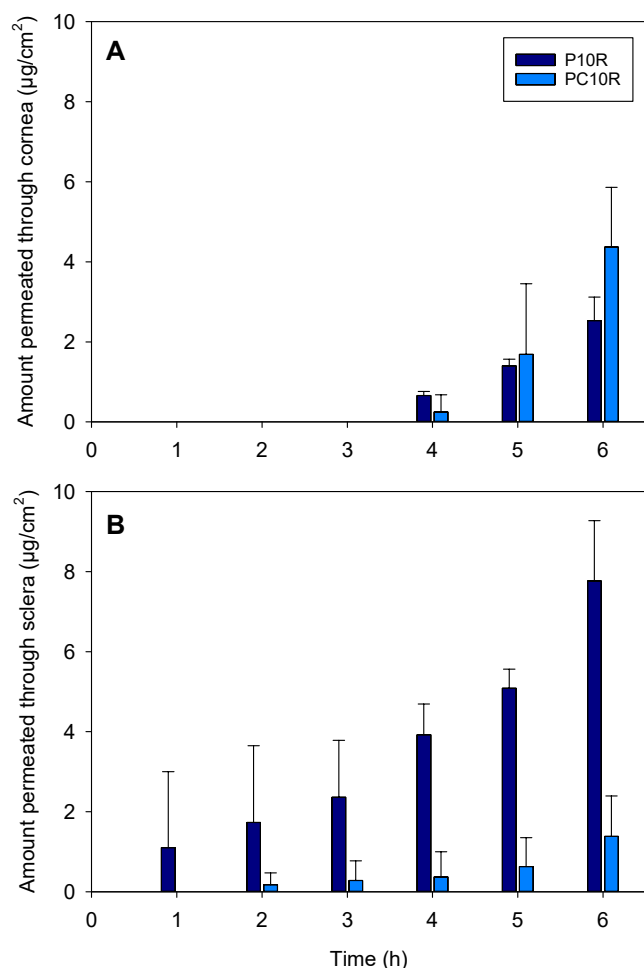 10
A
P10R
PC10R
8
6
4
2
0
0 1 2 3 4 5 6
Amount permeated through cornea (µg/cm²)
10
B
8
6
4
2
0
0 1 2 3 4 5 6
Amount permeated through sclera (µg/cm²)
Time (h)